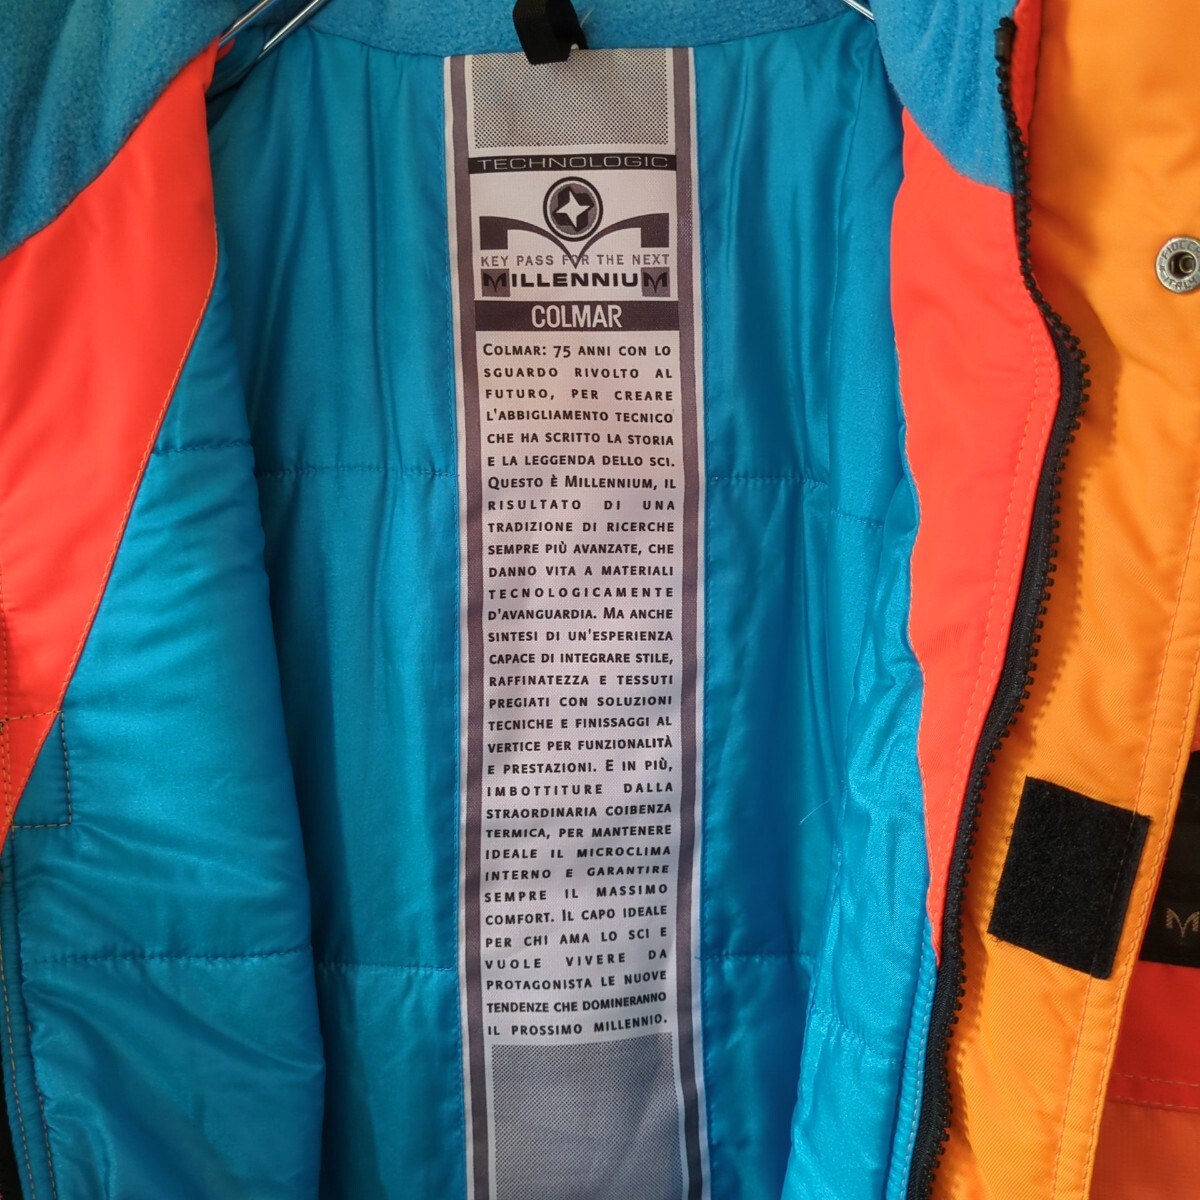 TECHNOLOGIC
KEY PASS FOR THE NEXT
MILLENNIUM
COLMAR
COLMAR: 75 ANNI CON LO
SGUARDO RIVOLTO AL
FUTURO, PER CREARE
L'ABBIGLIAMENTO TECNICO
CHE HA SCRITTO LA STORIA
E LA LEGGENDA DELLO SCI.
QUESTO È MILLENNIUM, IL
RISULTATO DI UNA
TRADIZIONE DI RICERCHE
SEMPRE PIÙ AVANZATE, CHE
DANNO VITA A MATERIALI
TECNOLOGICAMENTE
D'AVANGUARDIA. MA ANCHE
SINTESI DI UN'ESPERIENZA
CAPACE DI INTEGRARE STILE,
RAFFINATEZZA E TESSUTI
PREGIATI CON SOLUZIONI
TECNICHE E FINISSAGGI AL
VERTICE PER FUNZIONALITÀ
E PRESTAZIONI. E IN PIÙ,
IMBOTTITURE DALLA
STRAORDINARIA COIBENZA
TERMICA, PER MANTENERE
IDEALE IL MICROCLIMA
INTERNO E GARANTIRE
SEMPRE IL MASSIMO
COMFORT. IL CAPO IDEALE
PER CHI AMA LO SCI E
VUOLE VIVERE DA
PROTAGONISTA LE NUOVE
TENDENZE CHE DOMINERANNO
IL PROSSIMO MILLENNIO.